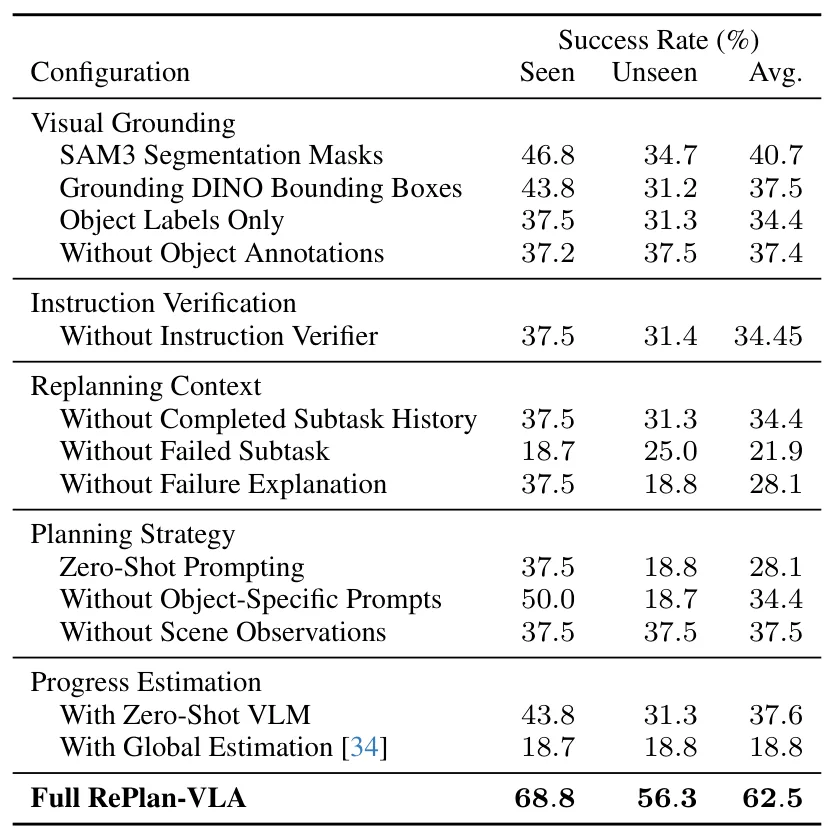 Success Rate (%)
Configuration Seen Unseen Avg.
Visual Grounding
SAM3 Segmentation Masks 46.8 34.7 40.7
Grounding DINO Bounding Boxes 43.8 31.2 37.5
Object Labels Only 37.5 31.3 34.4
Without Object Annotations 37.2 37.5 37.4
Instruction Verification
Without Instruction Verifier 37.5 31.4 34.45
Replanning Context
Without Completed Subtask History 37.5 31.3 34.4
Without Failed Subtask 18.7 25.0 21.9
Without Failure Explanation 37.5 18.8 28.1
Planning Strategy
Zero-Shot Prompting 37.5 18.8 28.1
Without Object-Specific Prompts 50.0 18.7 34.4
Without Scene Observations 37.5 37.5 37.5
Progress Estimation
With Zero-Shot VLM 43.8 31.3 37.6
With Global Estimation [34] 18.7 18.8 18.8
Full RePlan-VLA 68.8 56.3 62.5